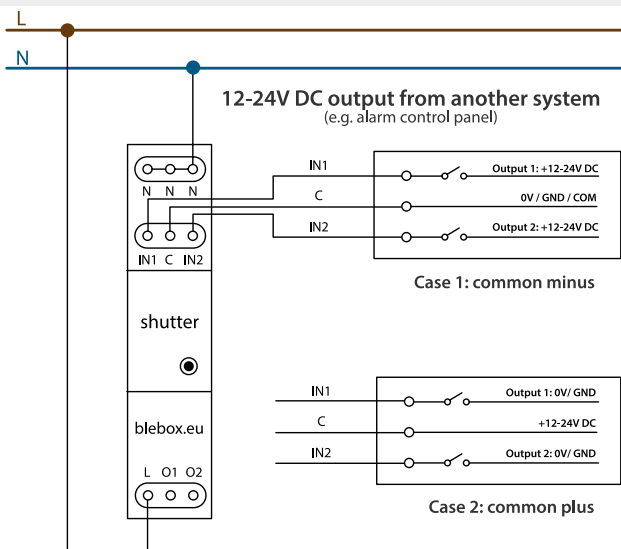 L
N
12-24V DC output from another system
(e.g. alarm control panel)
N N N
IN1 C IN2
shutter
blebox.eu
L O1 O2
IN1
C
IN2
Output 1: +12-24V DC
0V / GND / COM
Output 2: +12-24V DC
Case 1: common minus
IN1
C
IN2
Output 1: 0V/ GND
+12-24V DC
Output 2: 0V/ GND
Case 2: common plus